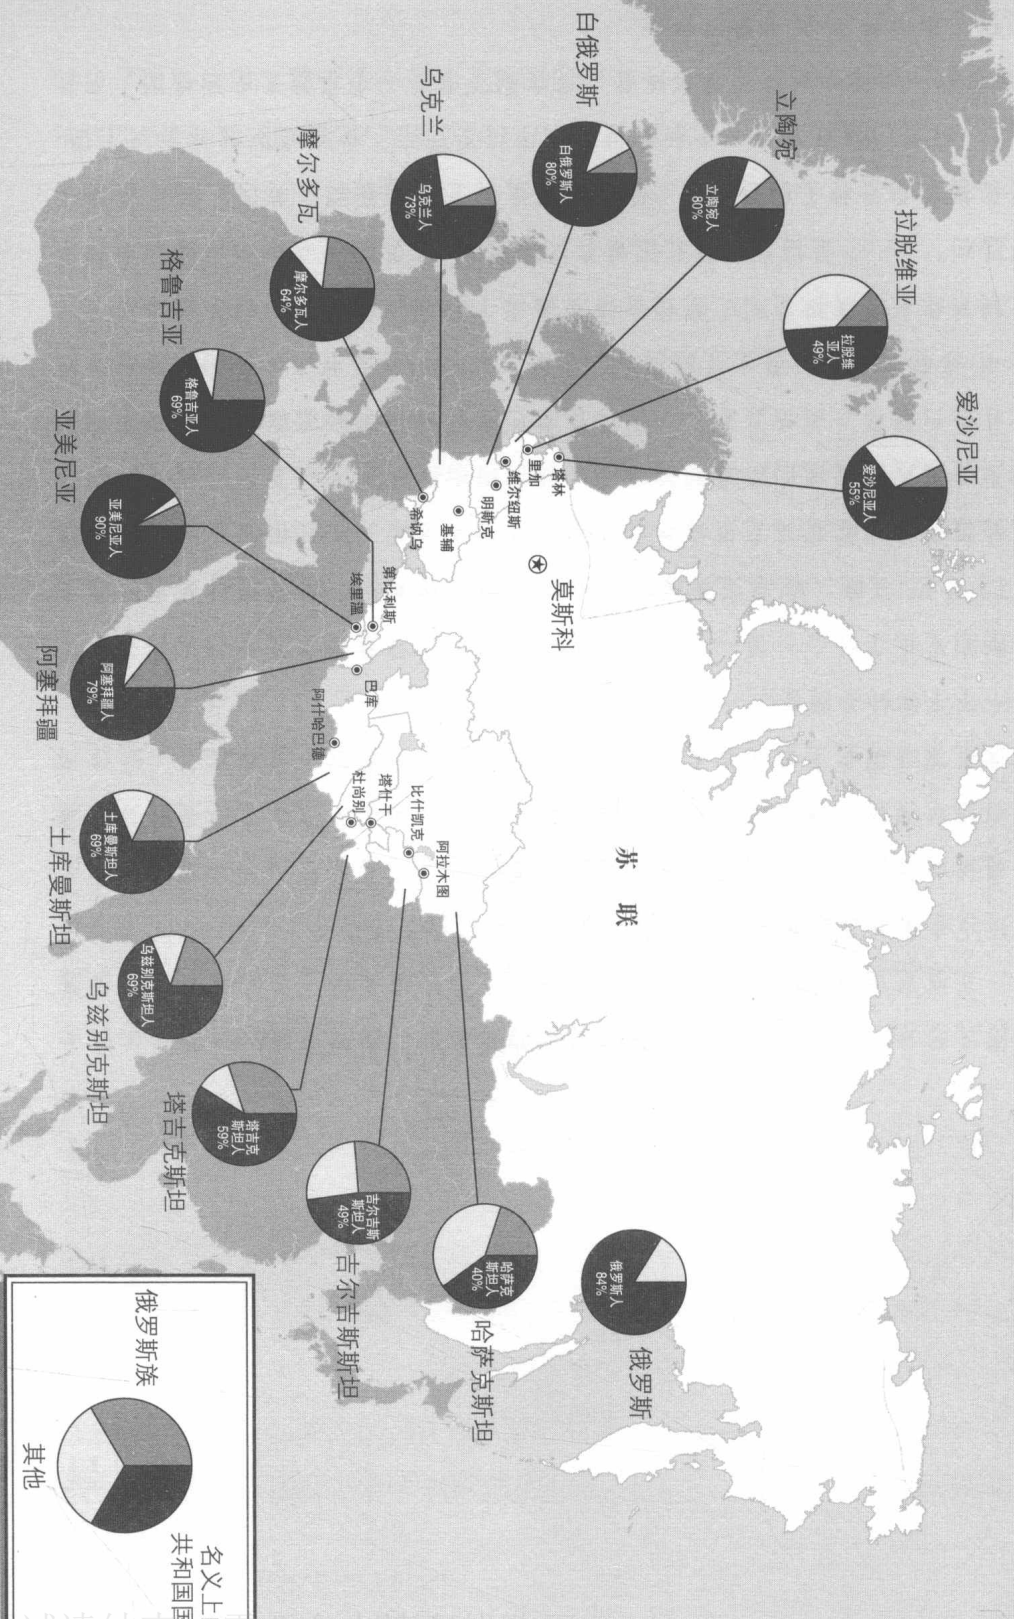 爱沙尼亚
爱沙尼亚人
55%
拉脱维亚
拉脱维
亚人
49%
立陶宛
立陶宛人
80%
白俄罗斯
白俄罗斯人
80%
乌克兰
乌克兰人
73%
摩尔多瓦
摩尔多瓦人
64%
格鲁吉亚
格鲁吉亚人
69%
亚美尼亚
亚美尼亚人
90%
阿塞拜疆
阿塞拜疆人
79%
土库曼斯坦
土库曼斯坦人
69%
乌兹别克斯坦
乌兹别克斯坦人
69%
塔吉克斯坦
塔吉克
斯坦人
59%
吉尔吉斯斯坦
吉尔吉斯
斯坦人
49%
哈萨克斯坦
哈萨克
斯坦人
40%
俄罗斯
俄罗斯人
84%
塔林
里加
维尔纽斯
明斯克
基辅
希讷乌
莫斯科
第比利斯
埃里温
巴库
阿什哈巴德
杜尚别
塔什干
比什凯克
阿拉木图
苏联
俄罗斯族
其他
名义上
共和国国